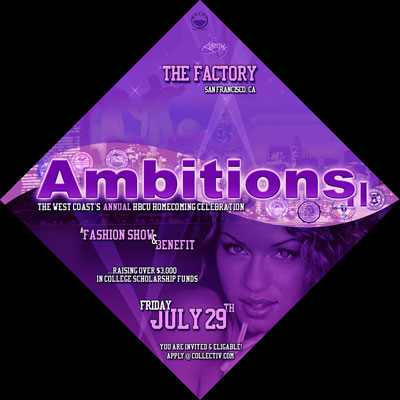 THE FACTORY
SAN FRANCISCO, CA
Ambitions I
THE WEST COAST'S ANNUAL HBCU HOMECOMING CELEBRATION
A FASHION SHOW
& BENEFIT
...RAISING OVER $3,000
IN COLLEGE SCHOLARSHIP FUNDS
FRIDAY
JULY 29TH
YOU ARE INVITED & ELIGABLE!
APPLY @ COLLECTIV.COM